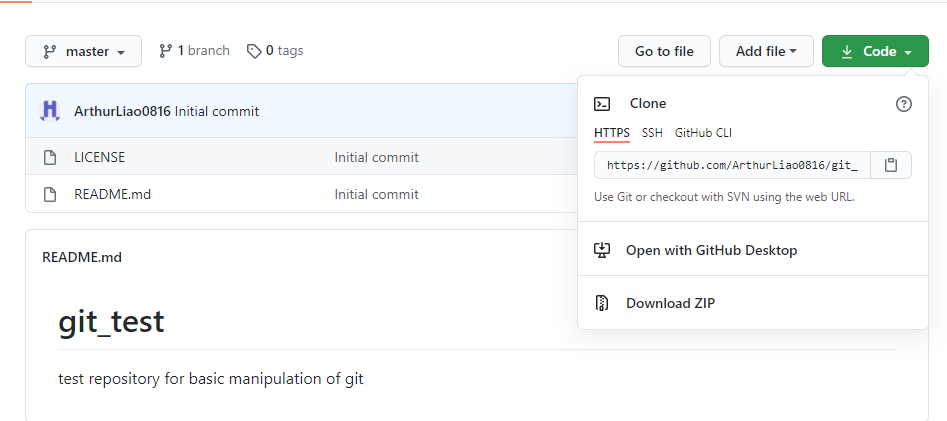 master 1 branch 0 tags Go to file Add file Code
ArthurLiao0816 Initial commit
LICENSE Initial commit
README.md Initial commit
Clone
HTTPS SSH GitHub CLI
https://github.com/ArthurLiao0816/git_
Use Git or checkout with SVN using the web URL.
Open with GitHub Desktop
Download ZIP
README.md
git_test
test repository for basic manipulation of git